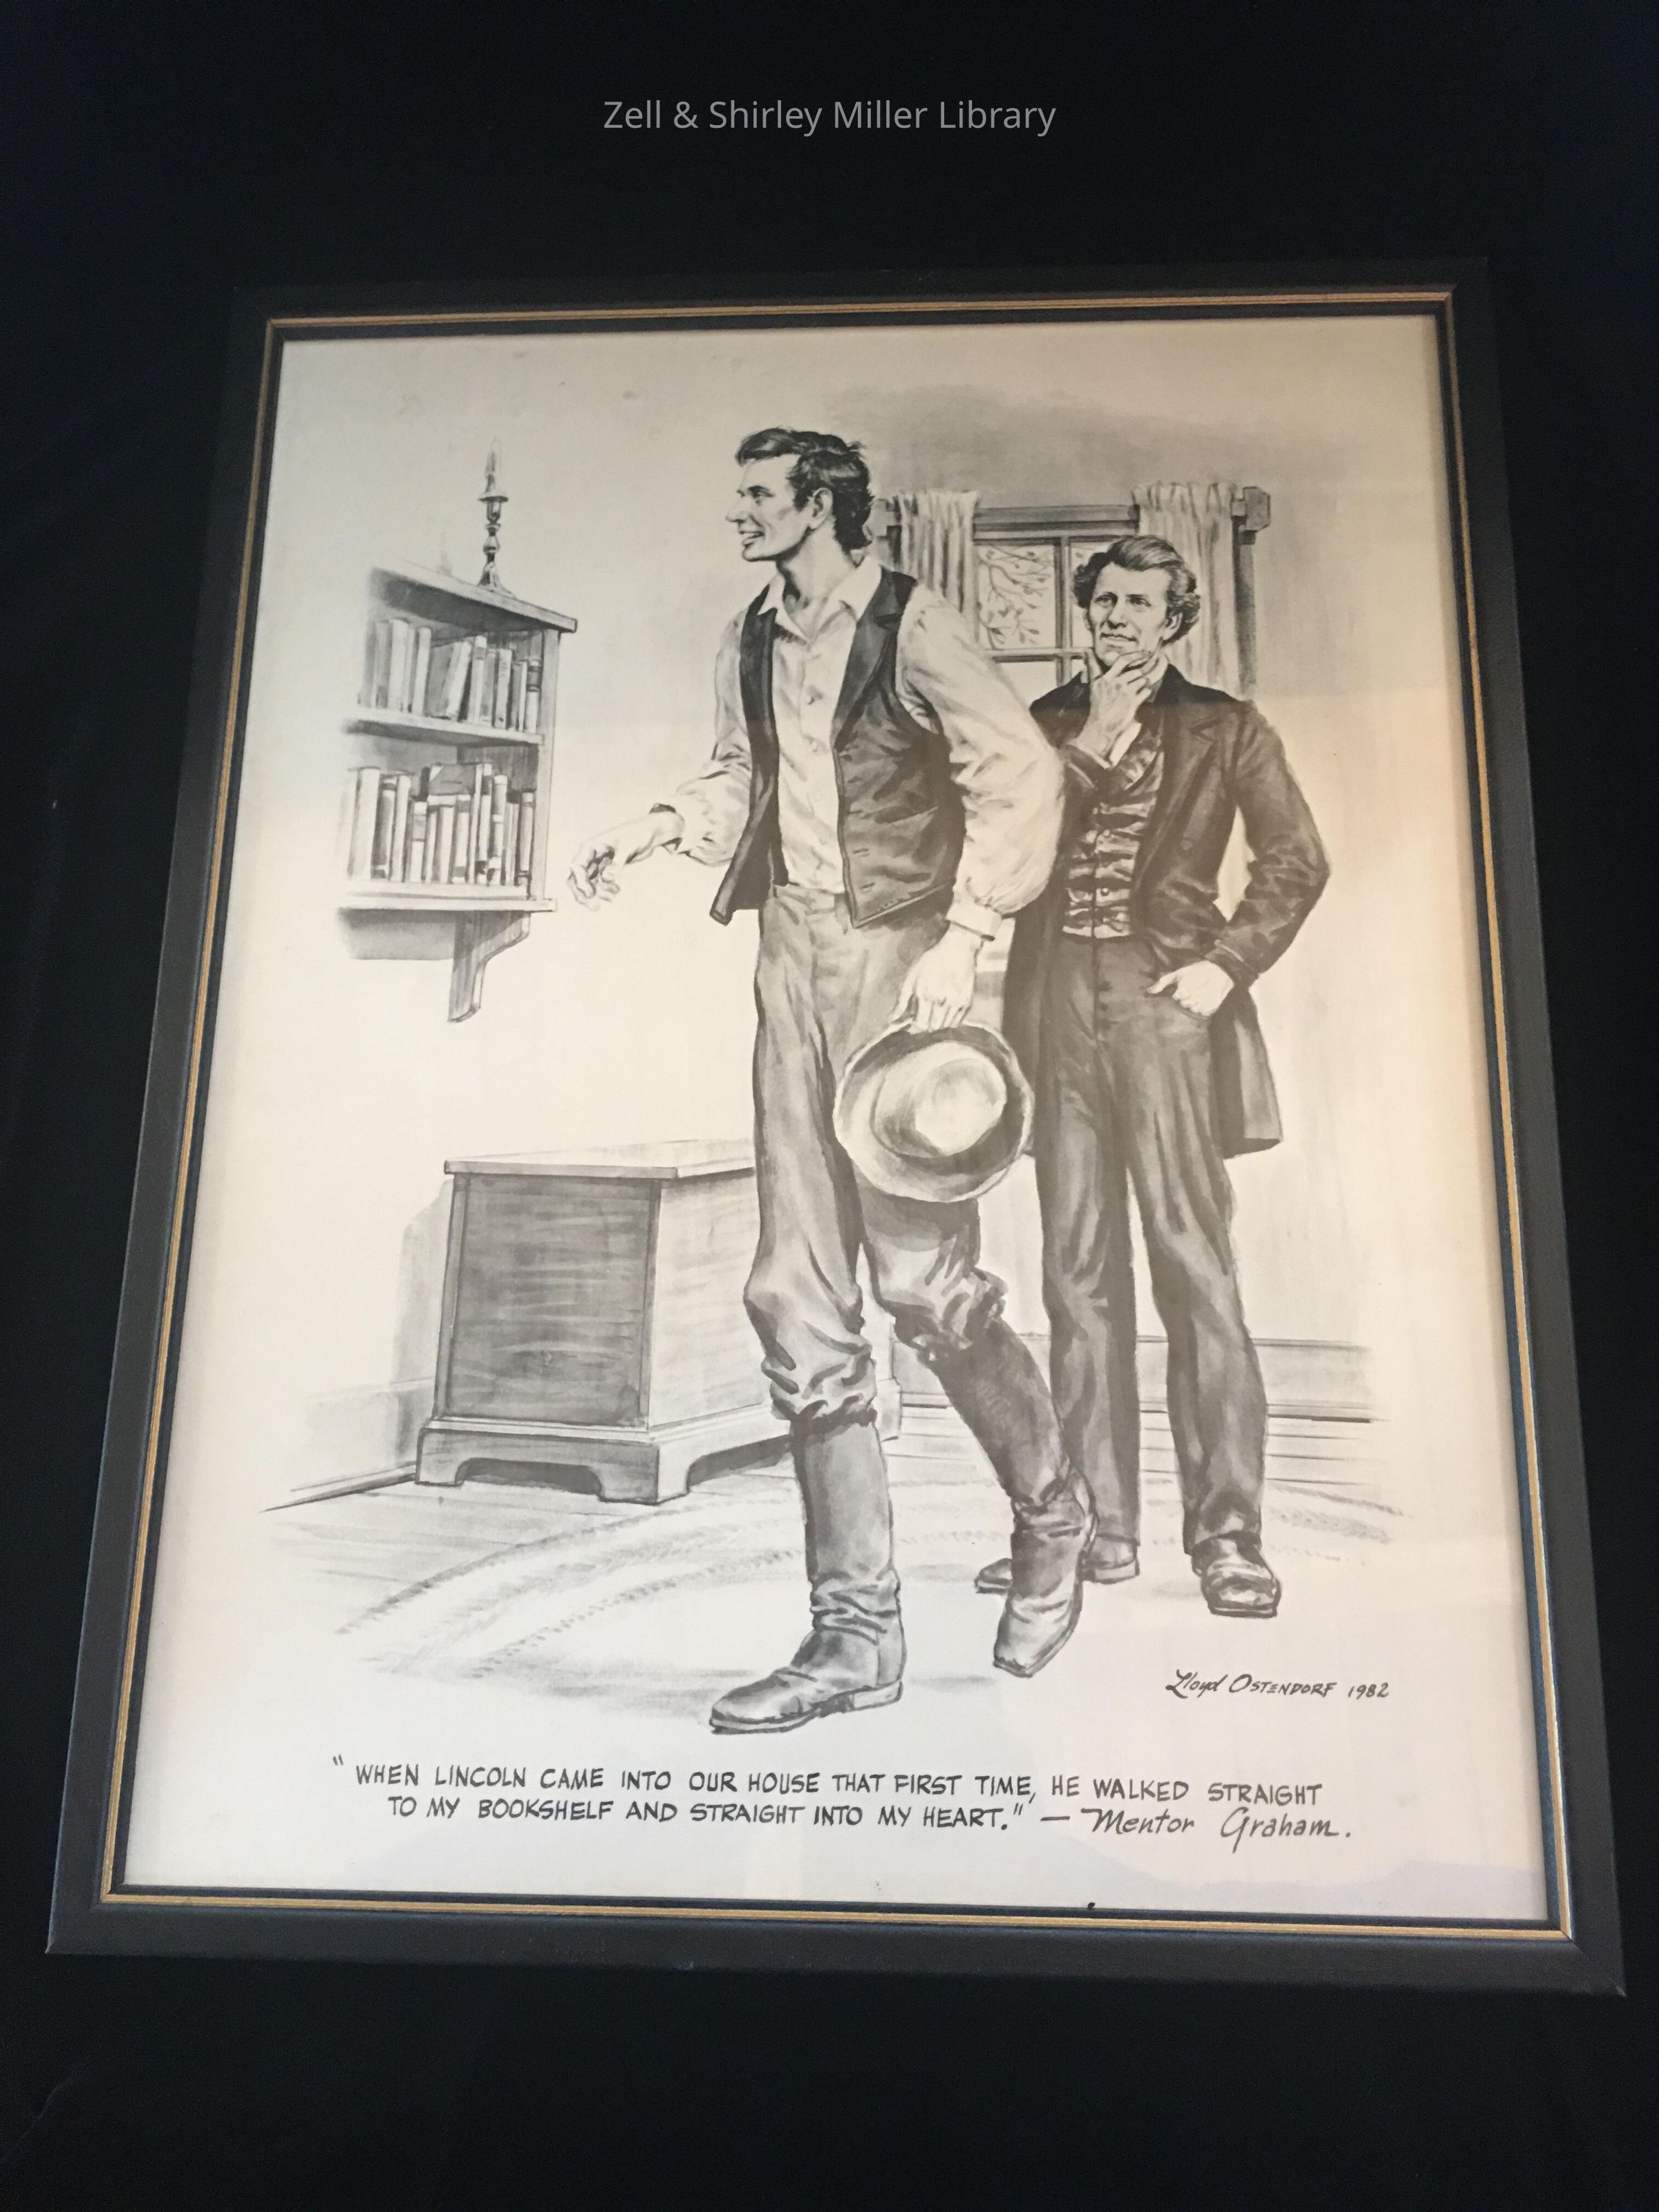 Zell & Shirley Miller Library
Lloyd OSTENDORF 1982
"WHEN LINCOLN CAME INTO OUR HOUSE THAT FIRST TIME, HE WALKED STRAIGHT
TO MY BOOKSHELF AND STRAIGHT INTO MY HEART." — Mentor Graham.